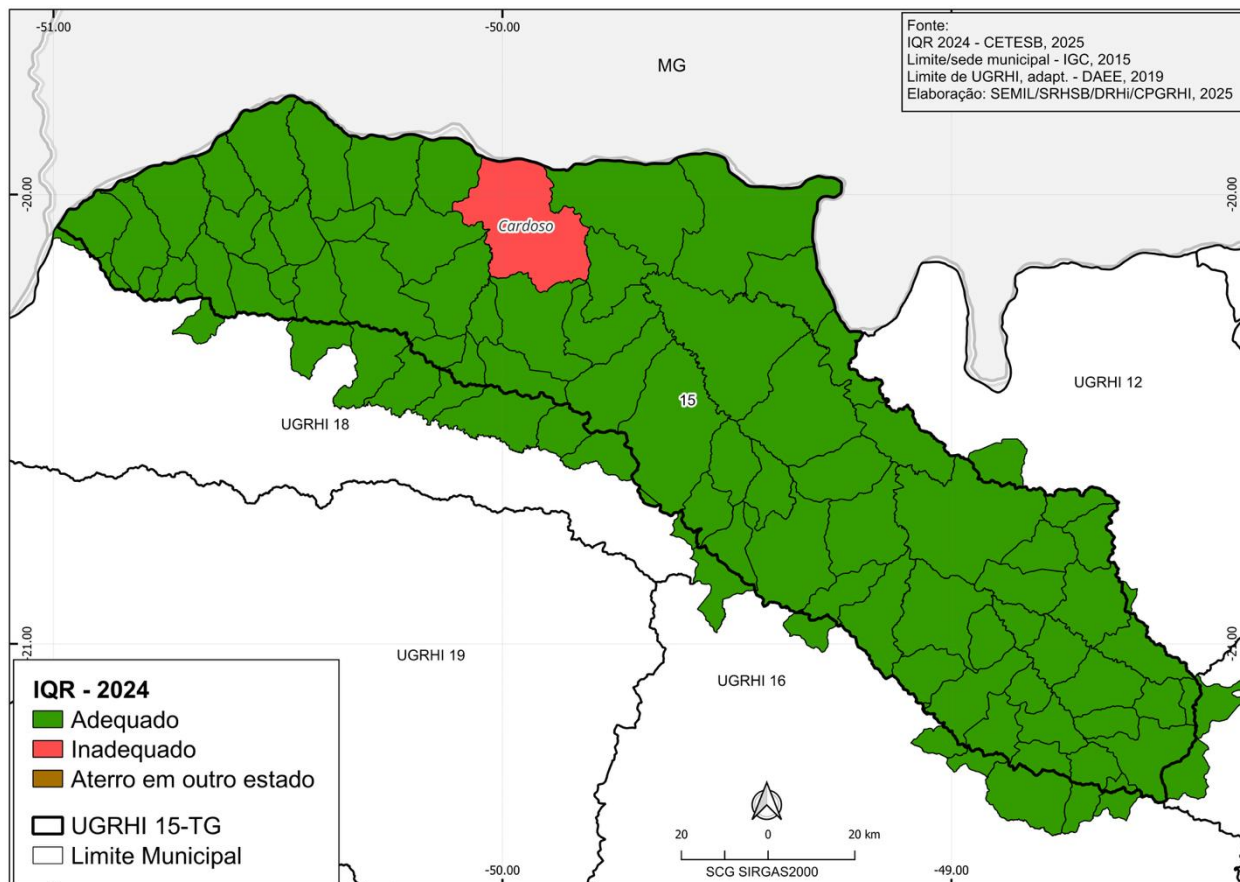 -51.00
-50.00
Fonte:
IQR 2024 - CETESB, 2025
Limite/sede municipal - IGC, 2015
Limite de UGRHI, adapt. - DAEE, 2019
Elaboração: SEMIL/SRHSB/DRHi/CPGRHI, 2025
MG
-20.00
-20.00
Cardoso
15
UGRHI 12
UGRHI 18
UGRHI 19
UGRHI 16
-21.00
-21.00
IQR - 2024
Adequado
Inadequado
Aterro em outro estado
UGRHI 15-TG
Limite Municipal
20 0 20 km
SCG SIRGAS2000
-50.00
-49.00